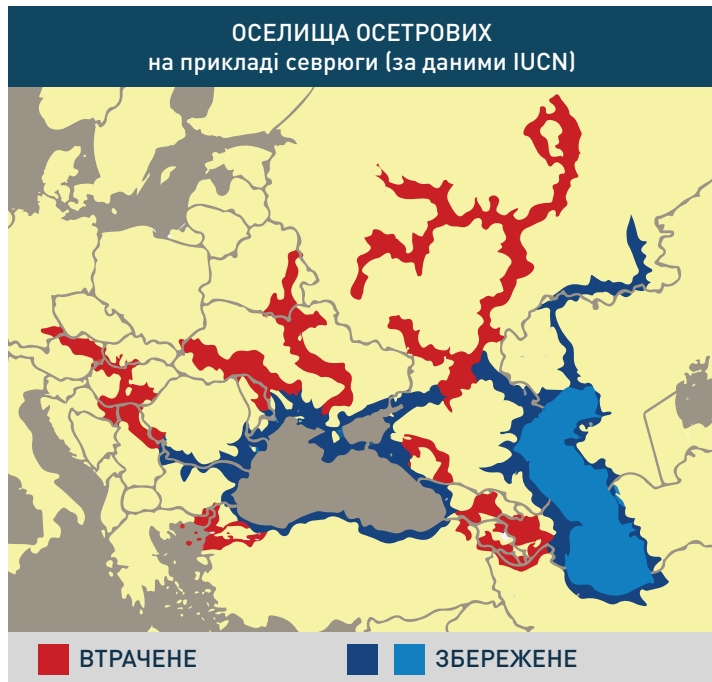 ОСЕЛИЩА ОСЕТРОВИХ
на прикладі севрюги (за даними IUCN)
ВТРАЧЕНЕ
ЗБЕРЕЖЕНЕ